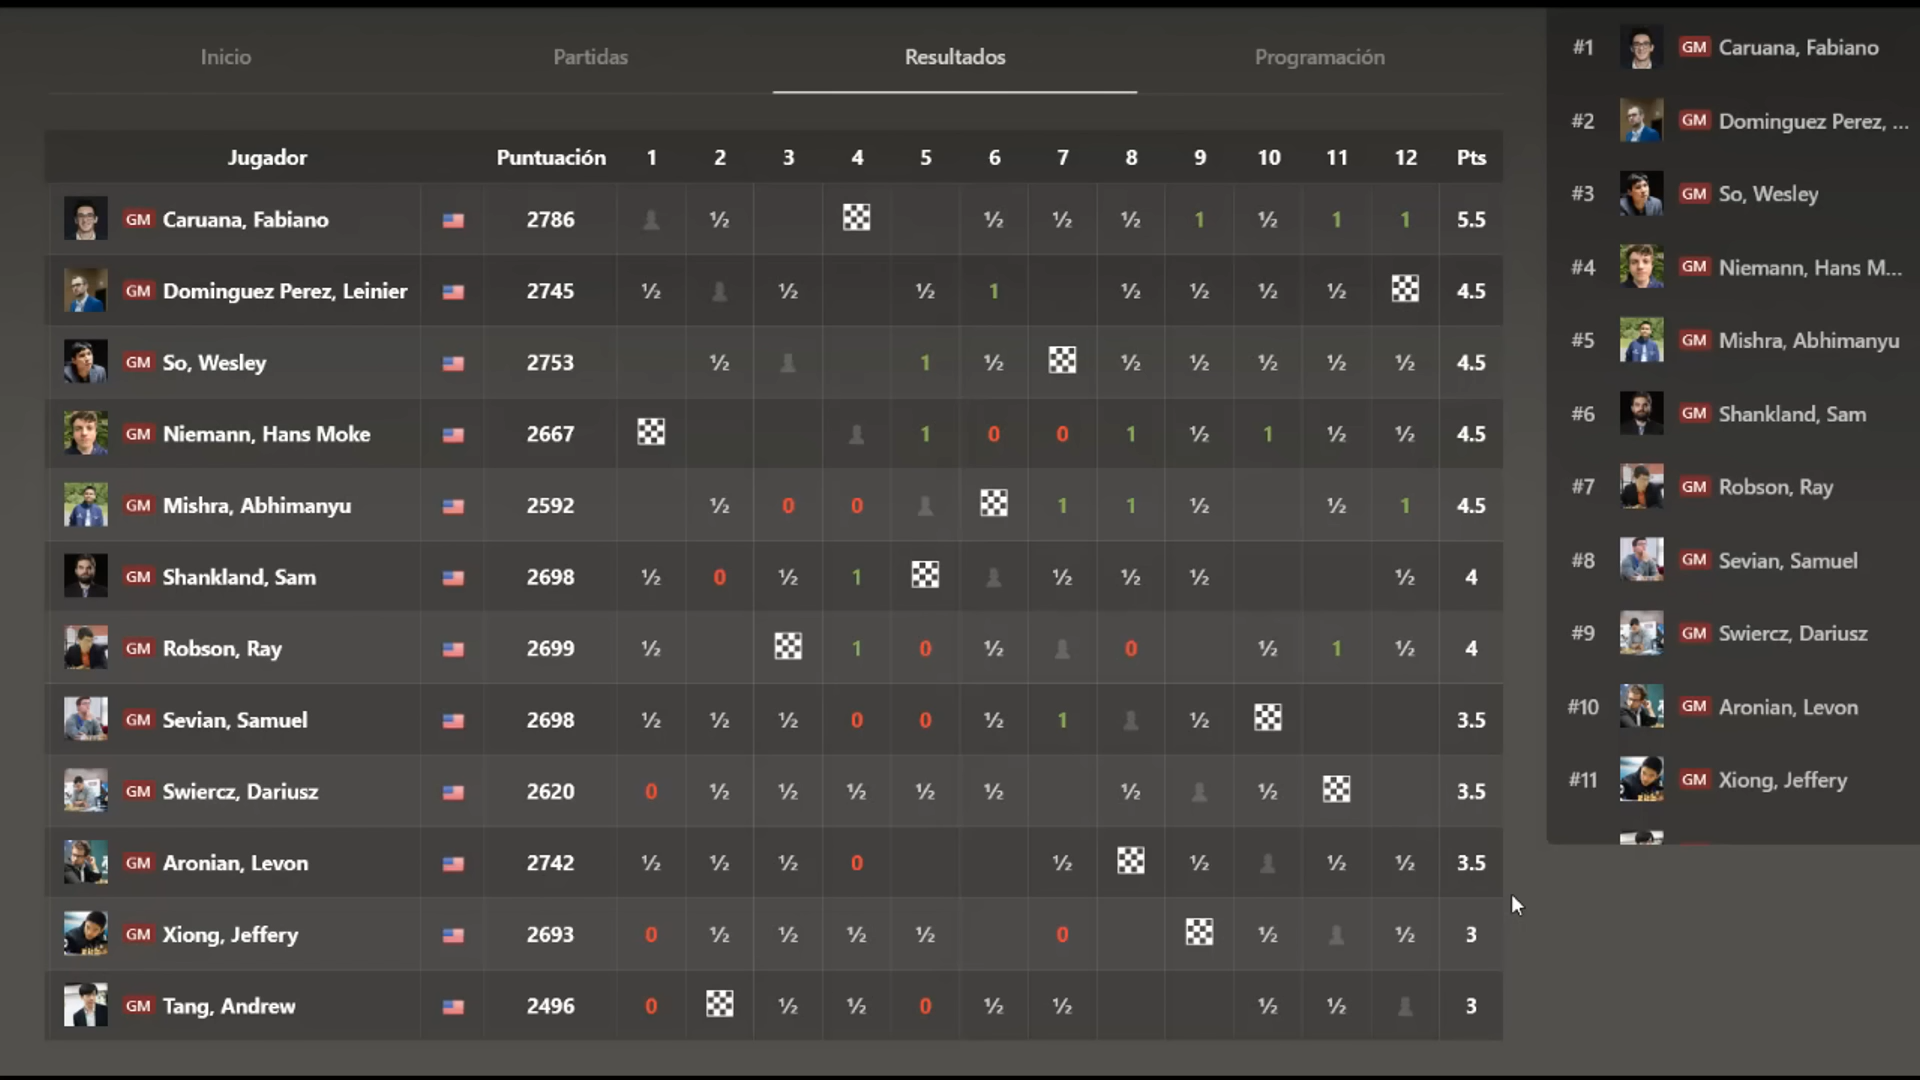 Inicio Partidas Resultados Programación
Jugador Puntuación 1 2 3 4 5 6 7 8 9 10 11 12 Pts
GM Caruana, Fabiano 2786 ½ ½ ½ ½ 1 ½ 1 1 5.5
GM Dominguez Perez, Leinier 2745 ½ ½ ½ 1 ½ ½ ½ ½ 4.5
GM So, Wesley 2753 ½ 1 ½ ½ ½ ½ ½ ½ 4.5
GM Niemann, Hans Moke 2667 1 0 0 1 ½ 1 ½ ½ 4.5
GM Mishra, Abhimanyu 2592 ½ 0 0 1 1 ½ ½ 1 4.5
GM Shankland, Sam 2698 ½ 0 ½ 1 ½ ½ ½ ½ 4
GM Robson, Ray 2699 ½ 1 0 ½ 0 ½ 1 ½ 4
GM Sevian, Samuel 2698 ½ ½ ½ 0 0 ½ 1 ½ 3.5
GM Swiercz, Dariusz 2620 0 ½ ½ ½ ½ ½ ½ ½ 3.5
GM Aronian, Levon 2742 ½ ½ ½ 0 ½ ½ ½ ½ 3.5
GM Xiong, Jeffery 2693 0 ½ ½ ½ ½ 0 ½ ½ 3
GM Tang, Andrew 2496 0 ½ ½ 0 ½ ½ ½ ½ 3
#1 GM Caruana, Fabiano
#2 GM Dominguez Perez, ...
#3 GM So, Wesley
#4 GM Niemann, Hans M...
#5 GM Mishra, Abhimanyu
#6 GM Shankland, Sam
#7 GM Robson, Ray
#8 GM Sevian, Samuel
#9 GM Swiercz, Dariusz
#10 GM Aronian, Levon
#11 GM Xiong, Jeffery